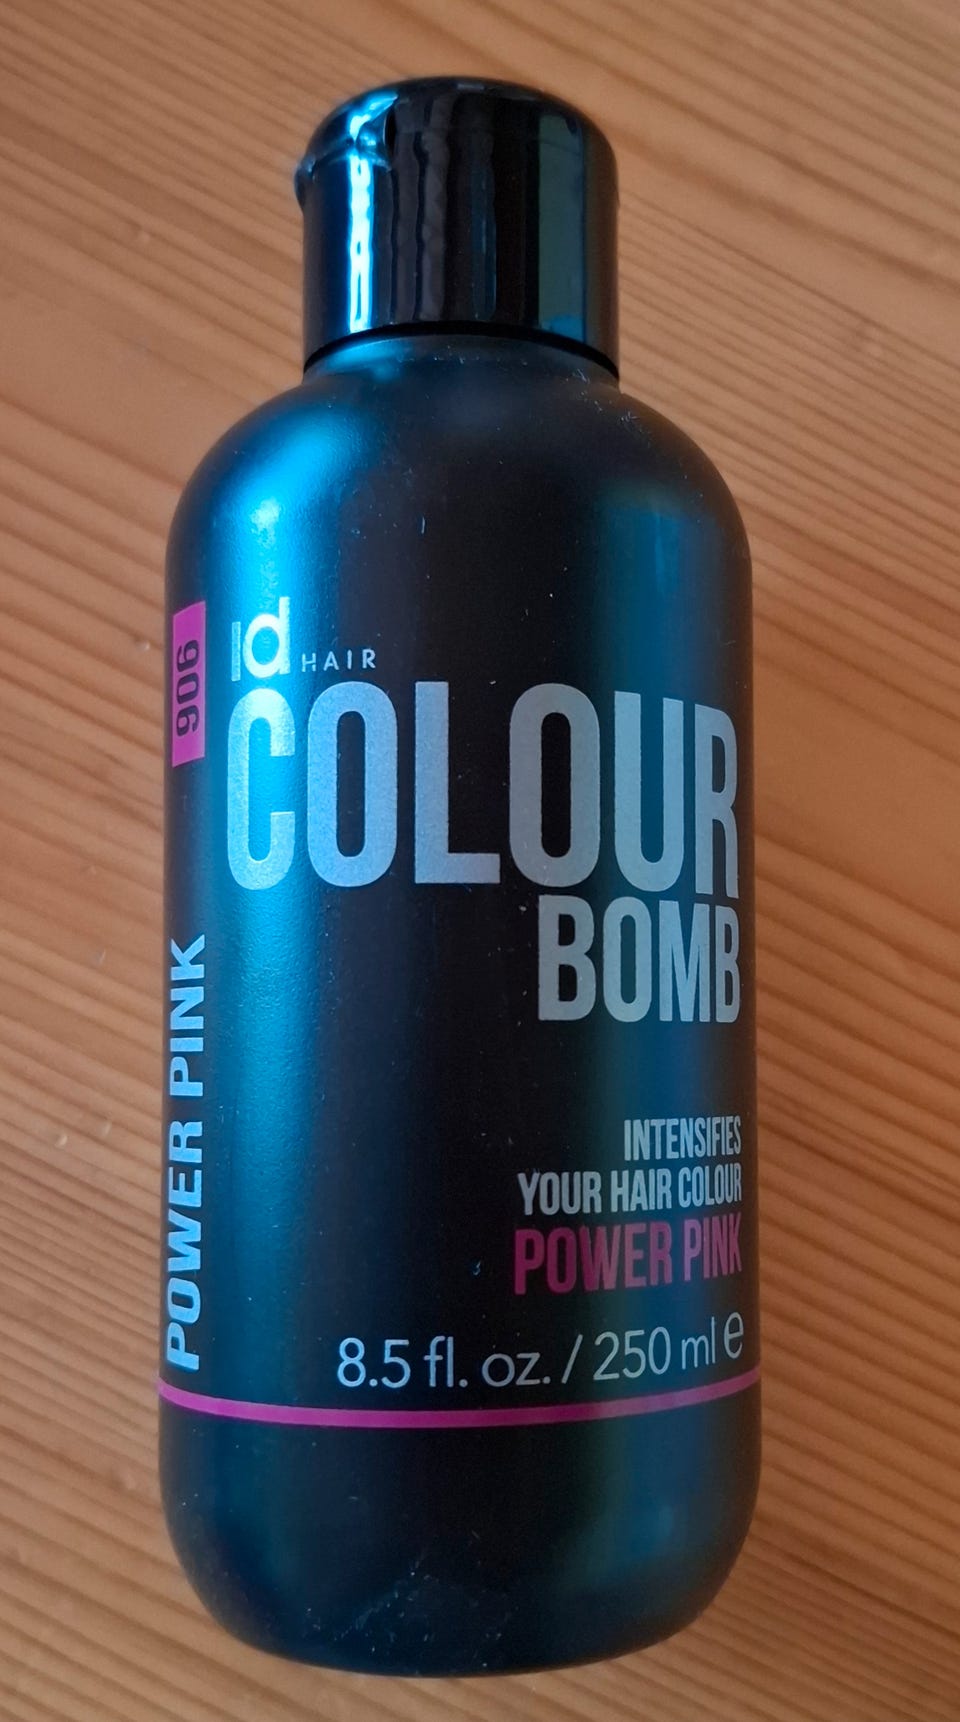 Id HAIR
COLOUR
BOMB
INTENSIFIES
YOUR HAIR COLOUR
POWER PINK
8.5 fl. oz. / 250 ml e
POWER PINK
906